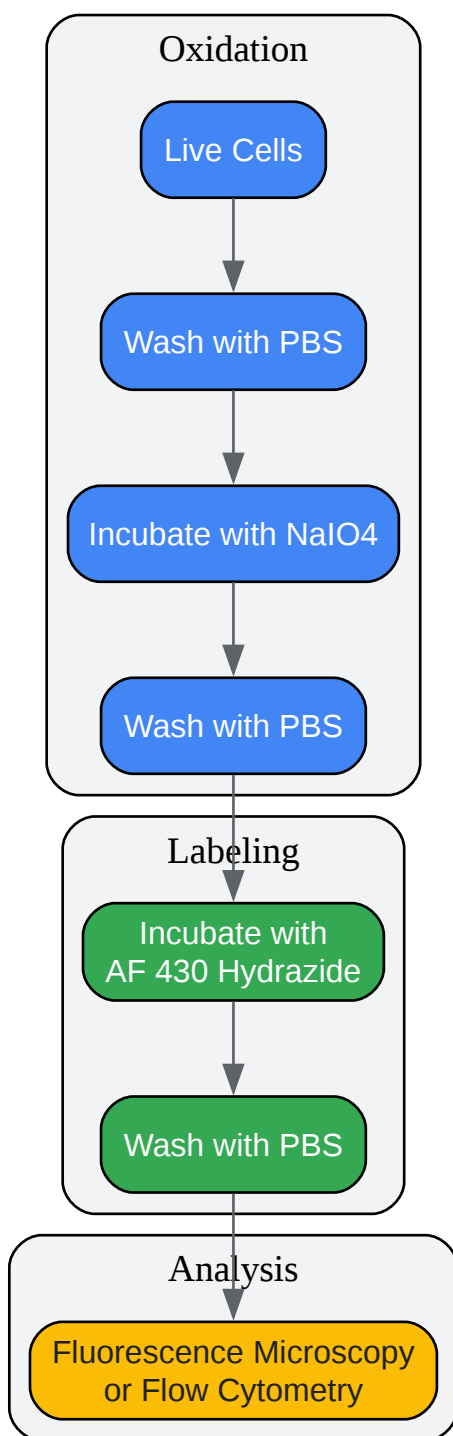 Oxidation
Live Cells
Wash with PBS
Incubate with NaIO4
Wash with PBS
Labeling
Incubate with
AF 430 Hydrazide
Wash with PBS
Analysis
Fluorescence Microscopy
or Flow Cytometry